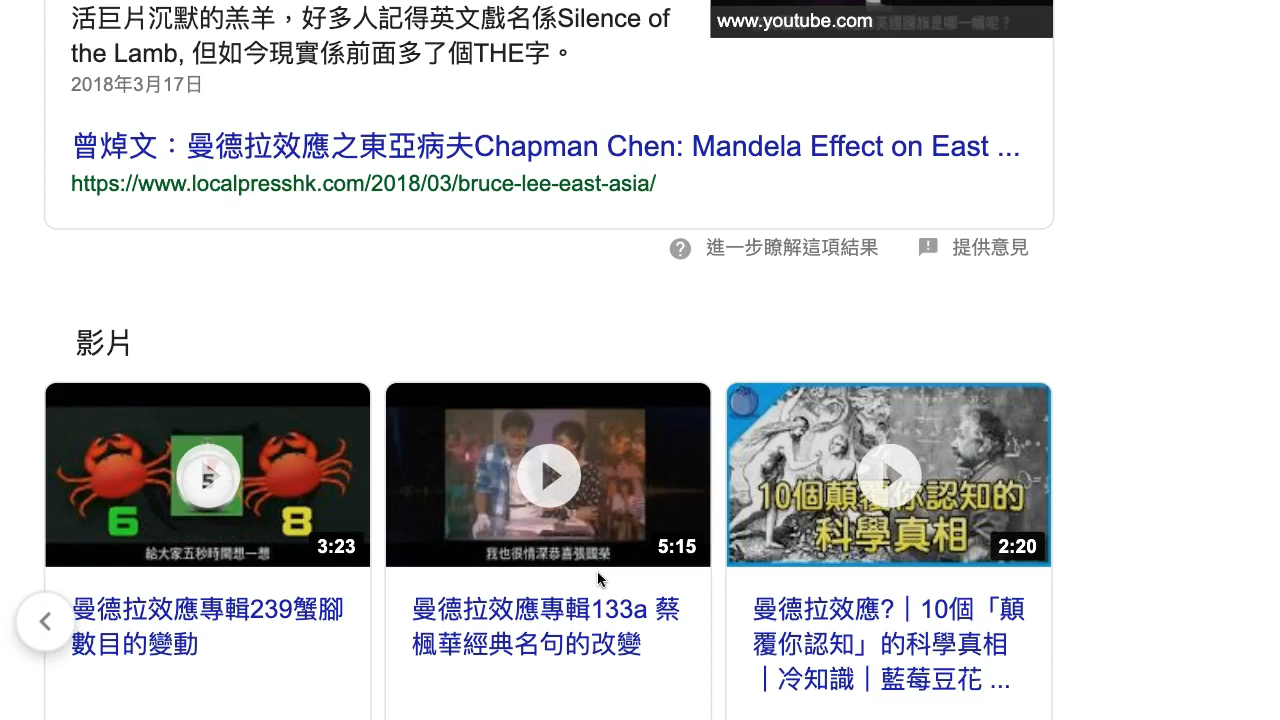 活巨片沉默的羔羊，好多人記得英文戲名係Silence of
the Lamb, 但如今現實係前面多了個THE字。
2018年3月17日
www.youtube.com
曾焯文：曼德拉效應之東亞病夫Chapman Chen: Mandela Effect on East ...
https://www.localpresshk.com/2018/03/bruce-lee-east-asia/
進一步瞭解這項結果
提供意見
影片
6
5
8
給大家五秒時間想一想
3:23
我也很情深恭喜張國榮
5:15
10個顛覆你認知的
科學真相
2:20
曼德拉效應專輯239蟹腳
數目的變動
曼德拉效應專輯133a 蔡
楓華經典名句的改變
曼德拉效應?｜10個「顛
覆你認知」的科學真相
｜冷知識｜藍莓豆花 ...